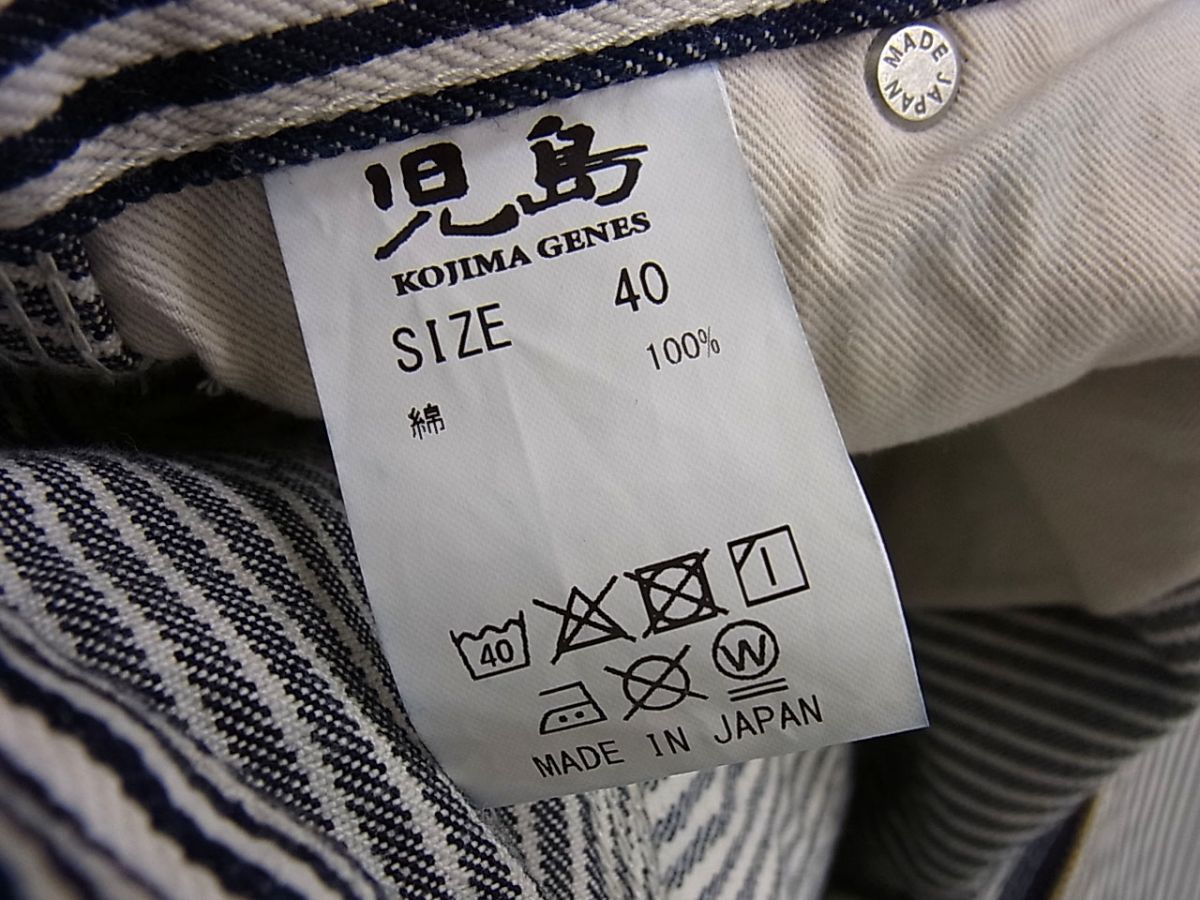 MADE JAPAN
児島
KOJIMA GENES
SIZE 40
綿 100%
40
W
MADE IN JAPAN